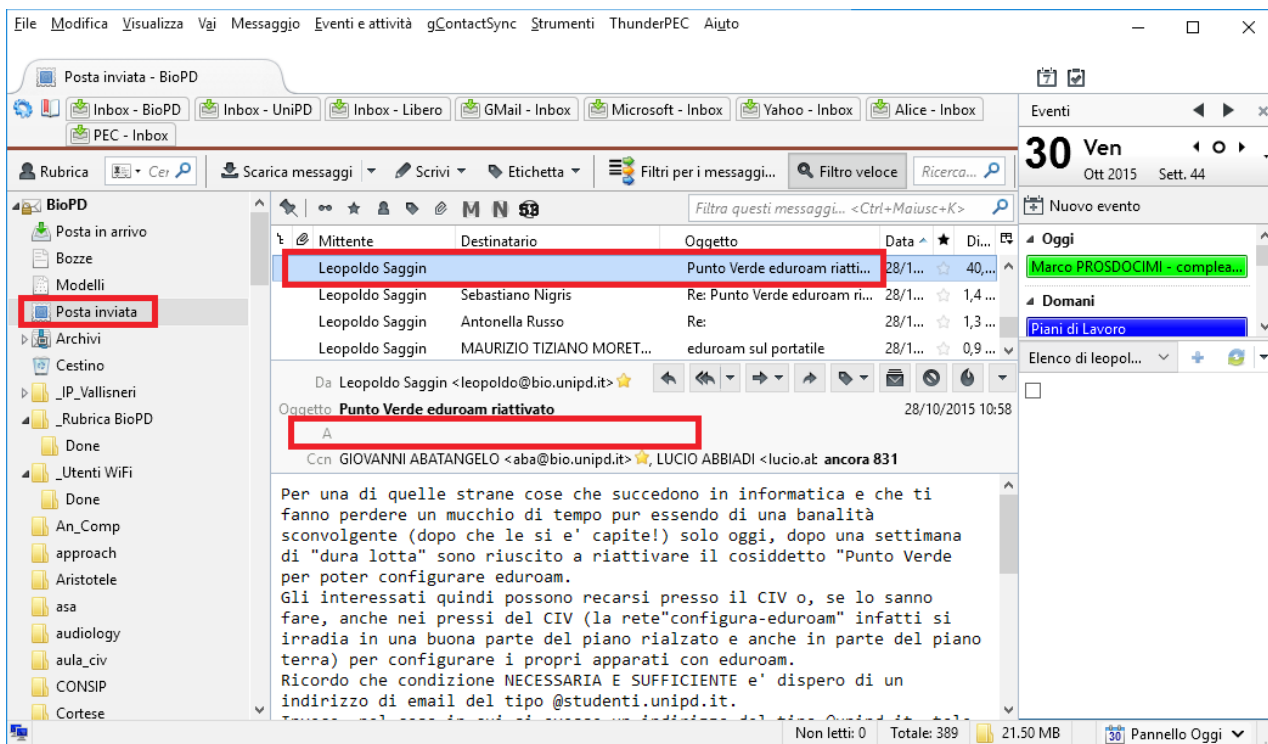 File Modifica Visualizza Vai Messaggio Eventi e attività gContactSync Strumenti ThunderPEC Aiuto
Posta inviata - BioPD
Inbox - BioPD Inbox - UniPD Inbox - Libero GMail - Inbox Microsoft - Inbox Yahoo - Inbox Alice - Inbox
PEC - Inbox
Rubrica Cer Scarica messaggi Scrivi Etichetta Filtri per i messaggi... Filtro veloce Ricerca...
BioPD
Posta in arrivo
Bozze
Modelli
Posta inviata
Archivi
Cestino
_IP_Vallisneri
_Rubrica BioPD
Done
_Utenti WiFi
Done
An_Comp
approach
Aristotele
asa
audiology
aula_civ
CONSIP
Cortese
M N
Filtra questi messaggi... <Ctrl+Maiusc+K>
Mittente Destinatario Oggetto Data Di...
Leopoldo Saggin Punto Verde eduroam riatti... 28/1... 40,...
Leopoldo Saggin Sebastiano Nigris Re: Punto Verde eduroam ri... 28/1... 1,4 ...
Leopoldo Saggin Antonella Russo Re: 28/1... 1,3 ...
Leopoldo Saggin MAURIZIO TIZIANO MORET... eduroam sul portatile 28/1... 0,9 ...
Da Leopoldo Saggin <leopoldo@bio.unipd.it>
Oggetto Punto Verde eduroam riattivato 28/10/2015 10:58
A
Ccn GIOVANNI ABATANGELO <aba@bio.unipd.it>, LUCIO ABBIADI <lucio.at ancora 831
Per una di quelle strane cose che succedono in informatica e che ti
fanno perdere un mucchio di tempo pur essendo di una banalità
sconvolgente (dopo che le si e' capite!) solo oggi, dopo una settimana
di "dura lotta" sono riuscito a riattivare il cosiddetto "Punto Verde
per poter configurare eduroam.
Gli interessati quindi possono recarsi presso il CIV o, se lo sanno
fare, anche nei pressi del CIV (la rete"configura-eduroam" infatti si
irradia in una buona parte del piano rialzato e anche in parte del piano
terra) per configurare i propri apparati con eduroam.
Ricordo che condizione NECESSARIA E SUFFICIENTE e' dispero di un
indirizzo di email del tipo @studenti.unipd.it.
Eventi
30 Ven
Ott 2015 Sett. 44
Nuovo evento
Oggi
Marco PROSDOCIMI - complea...
Domani
Piani di Lavoro
Elenco di leopol...
Non letti: 0 Totale: 389 21.50 MB 30 Pannello Oggi